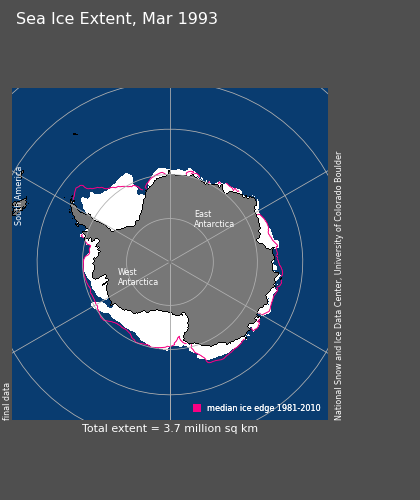 Sea Ice Extent, Mar 1993
South America
East
Antarctica
West
Antarctica
National Snow and Ice Data Center, University of Colorado Boulder
final data
median ice edge 1981-2010
Total extent = 3.7 million sq km